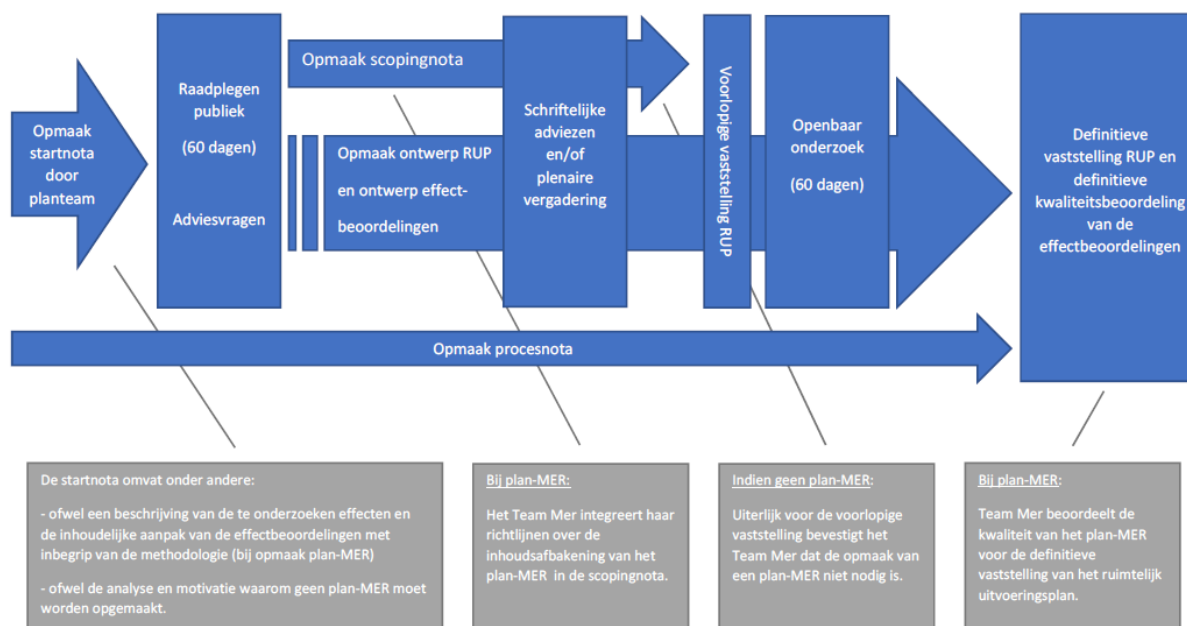 Opmaak
startnota
door
planteam
Raadplegen
publiek
(60 dagen)
Adviesvragen
Opmaak scopingnota
Opmaak ontwerp RUP
en ontwerp effect-
beoordelingen
Schriftelijke
adviezen
en/of
plenaire
vergadering
Voorlopige vaststelling RUP
Openbaar
onderzoek
(60 dagen)
Definitieve
vaststelling RUP en
definitieve
kwaliteitsbeoordeling
van de
effectbeoordelingen
Opmaak procesnota
De startnota omvat onder andere:
- ofwel een beschrijving van de te onderzoeken effecten en
de inhoudelijke aanpak van de effectbeoordelingen met
inbegrip van de methodologie (bij opmaak plan-MER)
- ofwel de analyse en motivatie waarom geen plan-MER moet
worden opgemaakt.
Bij plan-MER:
Het Team Mer integreert haar
richtlijnen over de
inhoudsafbakening van het
plan-MER in de scopingnota.
Indien geen plan-MER:
Uiterlijk voor de voorlopige
vaststelling bevestigt het
Team Mer dat de opmaak van
een plan-MER niet nodig is.
Bij plan-MER:
Team Mer beoordeelt de
kwaliteit van het plan-MER
voor de definitieve
vaststelling van het ruimtelijk
uitvoeringsplan.